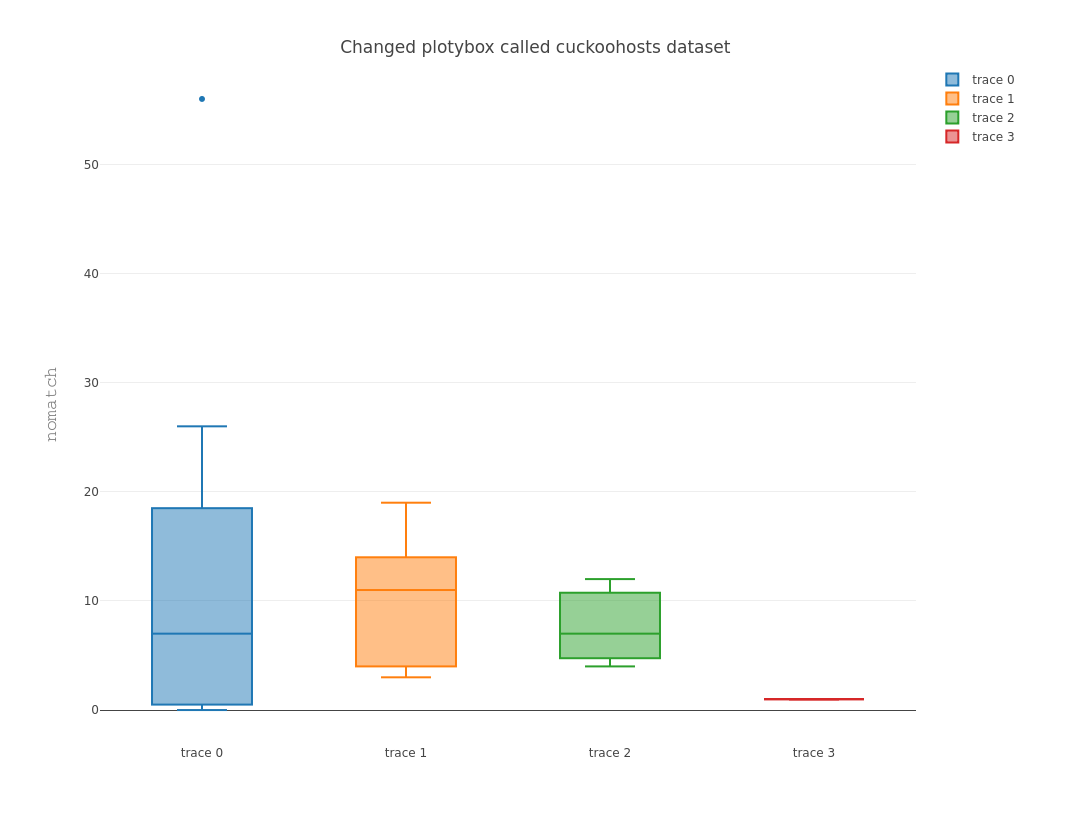 Changed plotybox called cuckoohosts dataset
trace 0
trace 1
trace 2
trace 3
50
40
30
20
10
0
nomatch
trace 0
trace 1
trace 2
trace 3